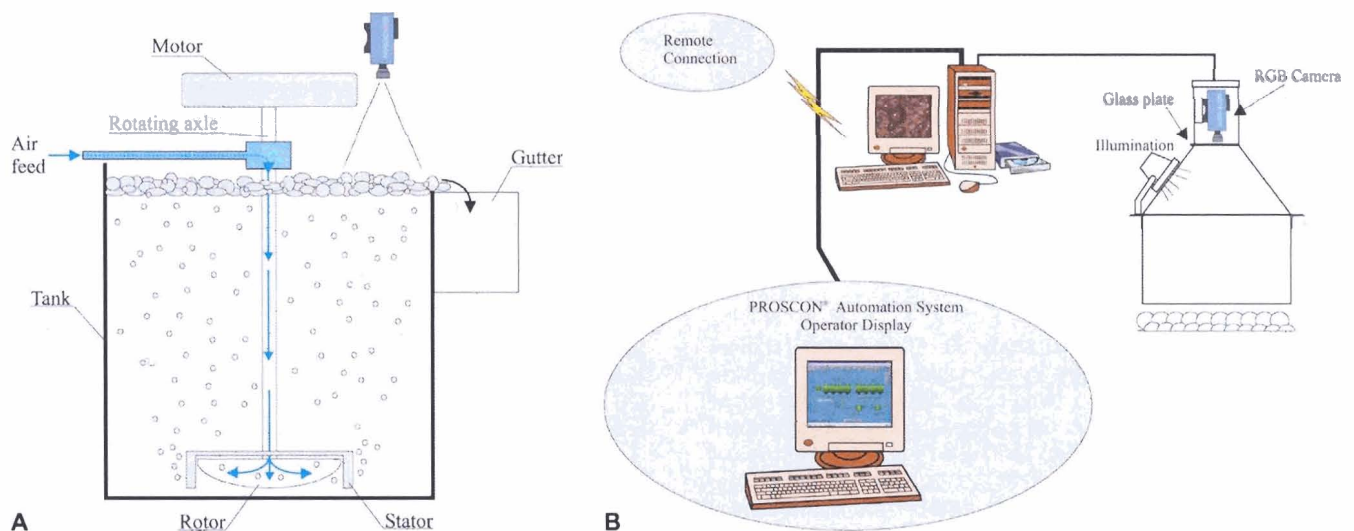 Motor
Rotating axle
Air
feed
Gutter
Tank
Rotor
Stator
A
Remote
Connection
RGB Camera
Glass plate
Illumination
PROSCON® Automation System
Operator Display
B